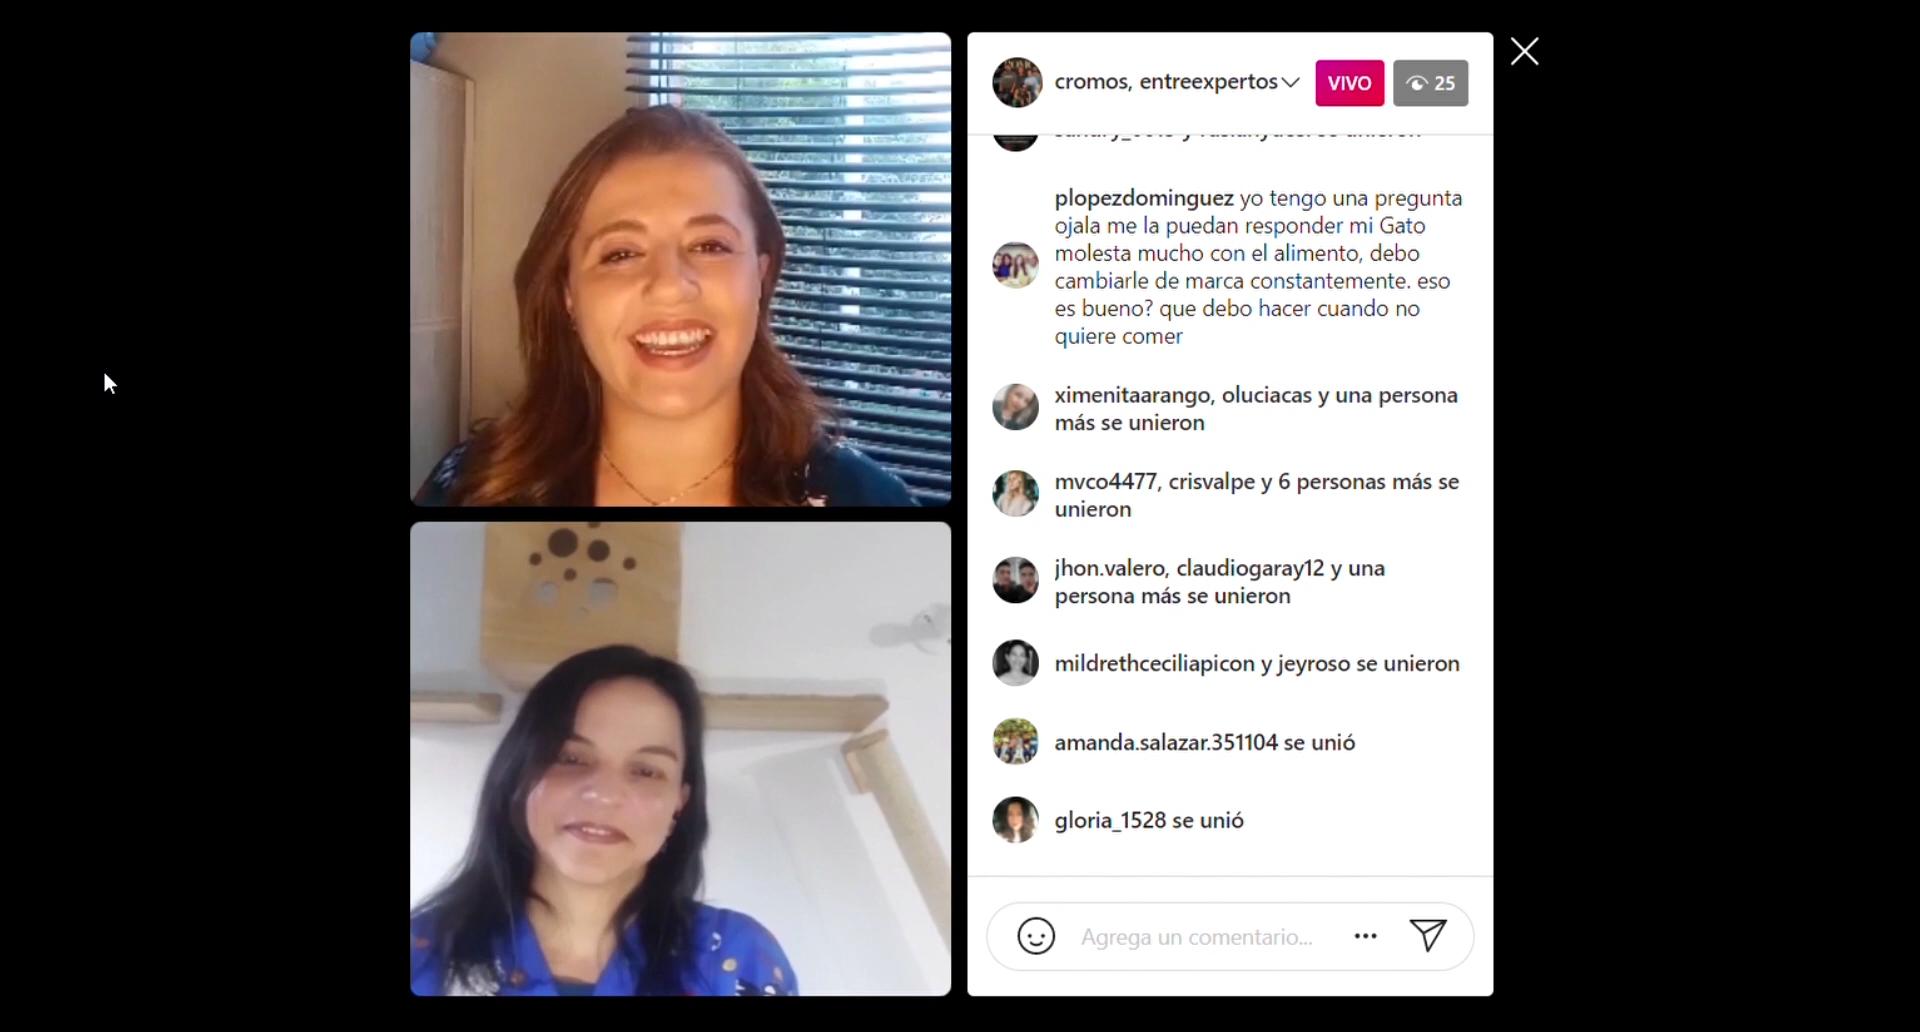 cromos, entreexpertos
VIVO
25
plopezdominguez yo tengo una pregunta
ojala me la puedan responder mi Gato
molesta mucho con el alimento, debo
cambiarle de marca constantemente. eso
es bueno? que debo hacer cuando no
quiere comer
ximenitaarango, oluciacas y una persona
más se unieron
mvco4477, crisvalpe y 6 personas más se
unieron
jhon.valero, claudiogaray12 y una
persona más se unieron
mildrethceciliapicon y jeyroso se unieron
amanda.salazar.351104 se unió
gloria_1528 se unió
Agrega un comentario...